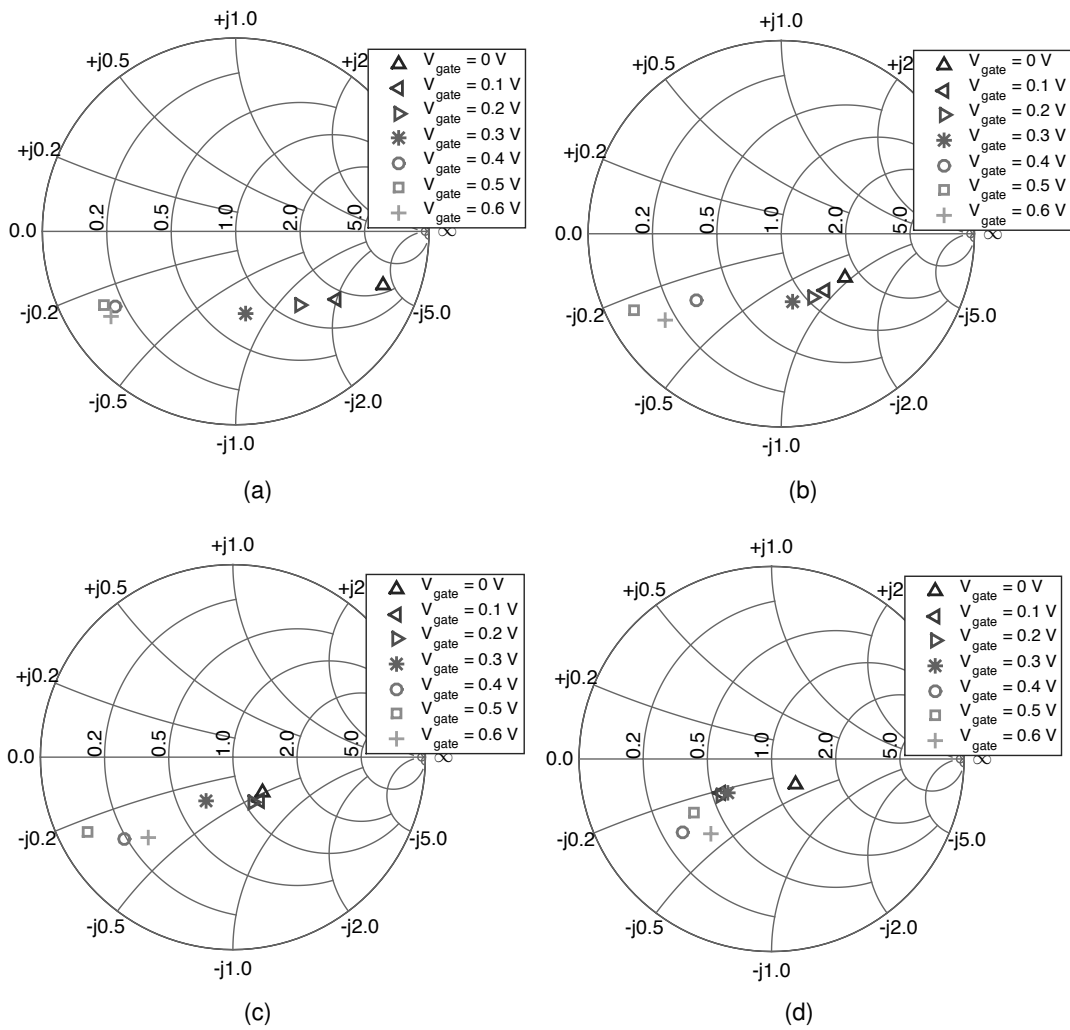 +j1.0
+j0.5
+j2
+j0.2
0.0
0.2
0.5
1.0
2.0
5.0
∞
-j0.2
-j5.0
-j0.5
-j2.0
-j1.0
V_gate = 0 V
V_gate = 0.1 V
V_gate = 0.2 V
V_gate = 0.3 V
V_gate = 0.4 V
V_gate = 0.5 V
V_gate = 0.6 V
(a)
+j1.0
+j0.5
+j2
+j0.2
0.0
0.2
0.5
1.0
2.0
5.0
∞
-j0.2
-j5.0
-j0.5
-j2.0
-j1.0
V_gate = 0 V
V_gate = 0.1 V
V_gate = 0.2 V
V_gate = 0.3 V
V_gate = 0.4 V
V_gate = 0.5 V
V_gate = 0.6 V
(b)
+j1.0
+j0.5
+j2
+j0.2
0.0
0.2
0.5
1.0
2.0
5.0
∞
-j0.2
-j5.0
-j0.5
-j2.0
-j1.0
V_gate = 0 V
V_gate = 0.1 V
V_gate = 0.2 V
V_gate = 0.3 V
V_gate = 0.4 V
V_gate = 0.5 V
V_gate = 0.6 V
(c)
+j1.0
+j0.5
+j2
+j0.2
0.0
0.2
0.5
1.0
2.0
5.0
∞
-j0.2
-j5.0
-j0.5
-j2.0
-j1.0
V_gate = 0 V
V_gate = 0.1 V
V_gate = 0.2 V
V_gate = 0.3 V
V_gate = 0.4 V
V_gate = 0.5 V
V_gate = 0.6 V
(d)